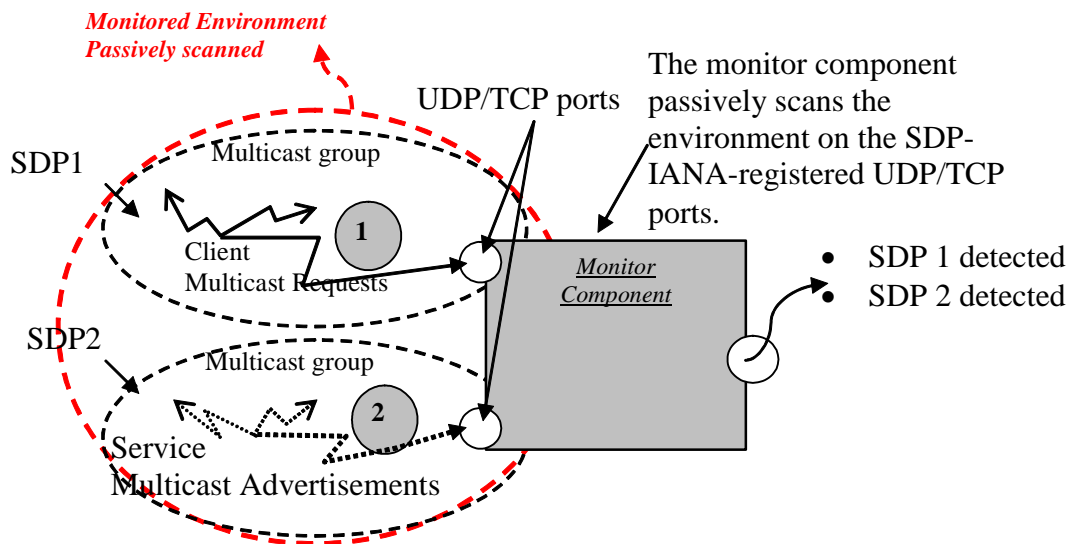 Monitored Environment
Passively scanned
The monitor component
passively scans the
environment on the SDP-
IANA-registered UDP/TCP
ports.
UDP/TCP ports
SDP1
Multicast group
1
Client
Multicast Requests
Monitor
Component
• SDP 1 detected
• SDP 2 detected
SDP2
Multicast group
2
Service
Multicast Advertisements